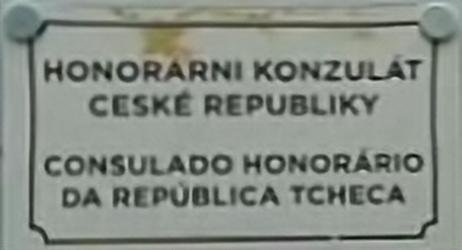 HONORARNI KONZULÁT
CESKÉ REPUBLIKY
CONSULADO HONORÁRIO
DA REPÚBLICA TCHECA